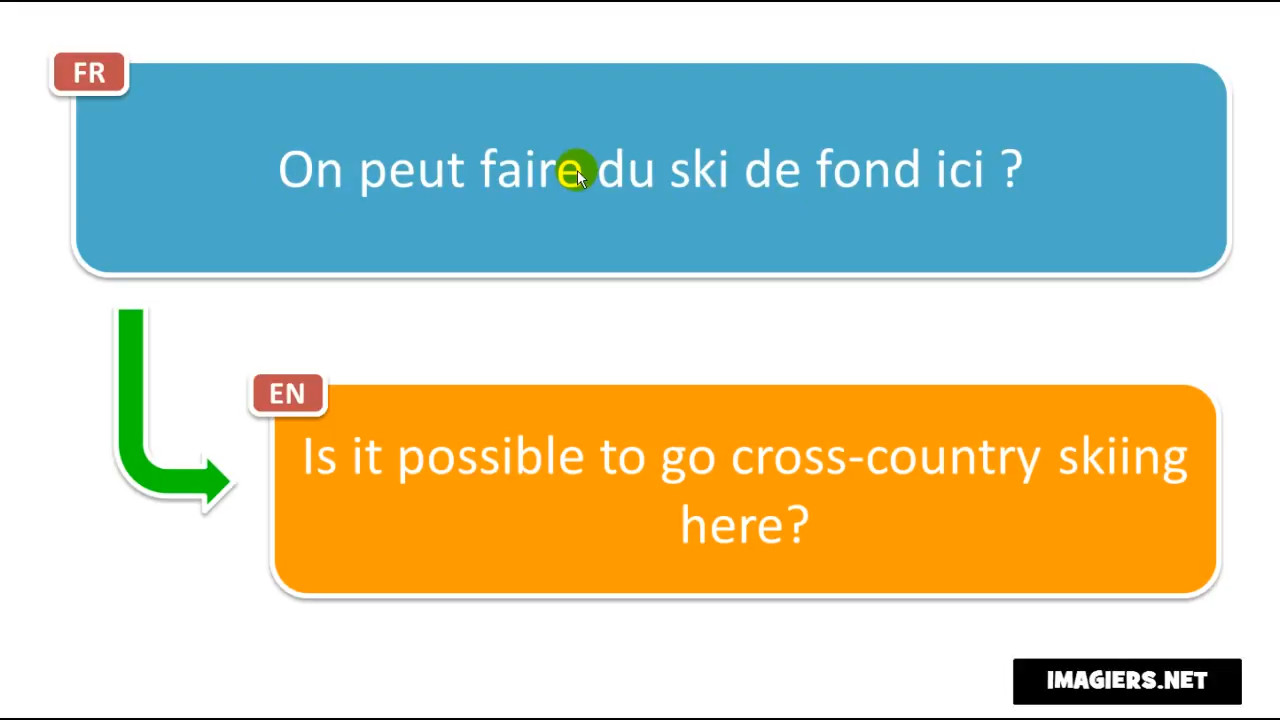 FR
On peut faire du ski de fond ici ?
EN
Is it possible to go cross-country skiing
here?
IMAGIERS.NET